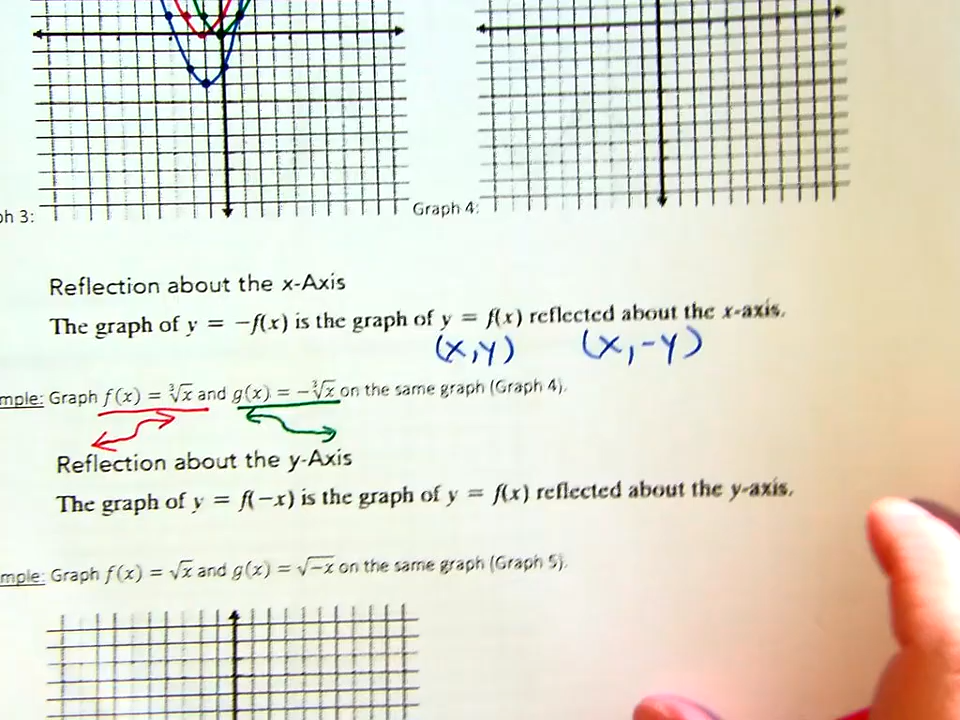 ph 3:
Graph 4:
Reflection about the x-Axis
The graph of y = −f(x) is the graph of y = f(x) reflected about the x-axis.
(x,y) (x,-y)
mple: Graph f(x) = ∛x and g(x) = −∛x on the same graph (Graph 4).
Reflection about the y-Axis
The graph of y = f(−x) is the graph of y = f(x) reflected about the y-axis.
mple: Graph f(x) = √x and g(x) = √−x on the same graph (Graph 5).